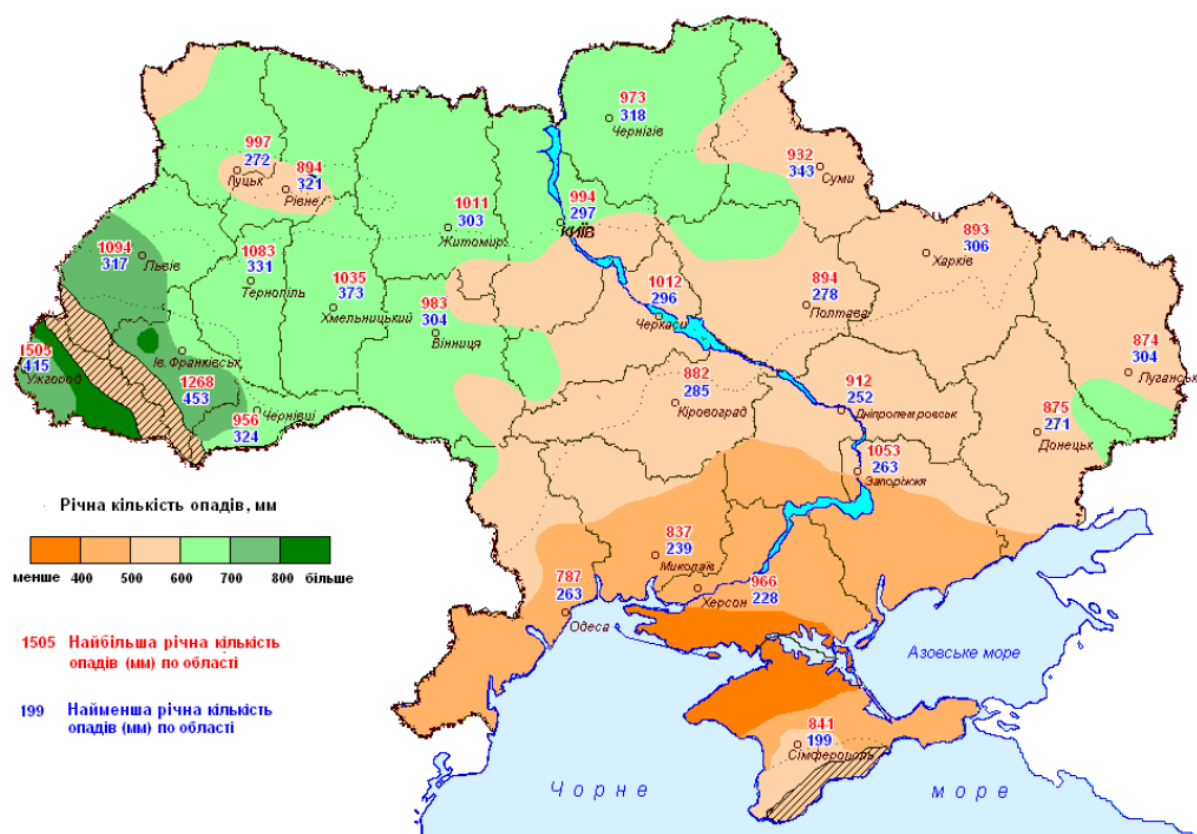 973
318
Чернігів
997
272
Луцьк
894
321
Рівне
932
343
Суми
1011
303
Житомир
994
297
КИЇВ
893
306
Харків
1094
317
Львів
1083
331
Тернопіль
1035
373
Хмельницький
983
304
Вінниця
1012
296
Черкаси
894
278
Полтава
874
304
Луганськ
1505
415
Ужгород
Ів. Франківськ
1268
453
956
324
Чернівці
882
285
Кіровоград
912
252
Дніпропетровськ
875
271
Донецьк
1053
263
Запоріжжя
Річна кількість опадів, мм
менше 400 500 600 700 800 більше
837
239
Миколаїв
787
263
Одеса
966
228
Херсон
1505 Найбільша річна кількість
опадів (мм) по області
199 Найменша річна кількість
опадів (мм) по області
Азовське море
841
199
Сімферополь
Чорне море